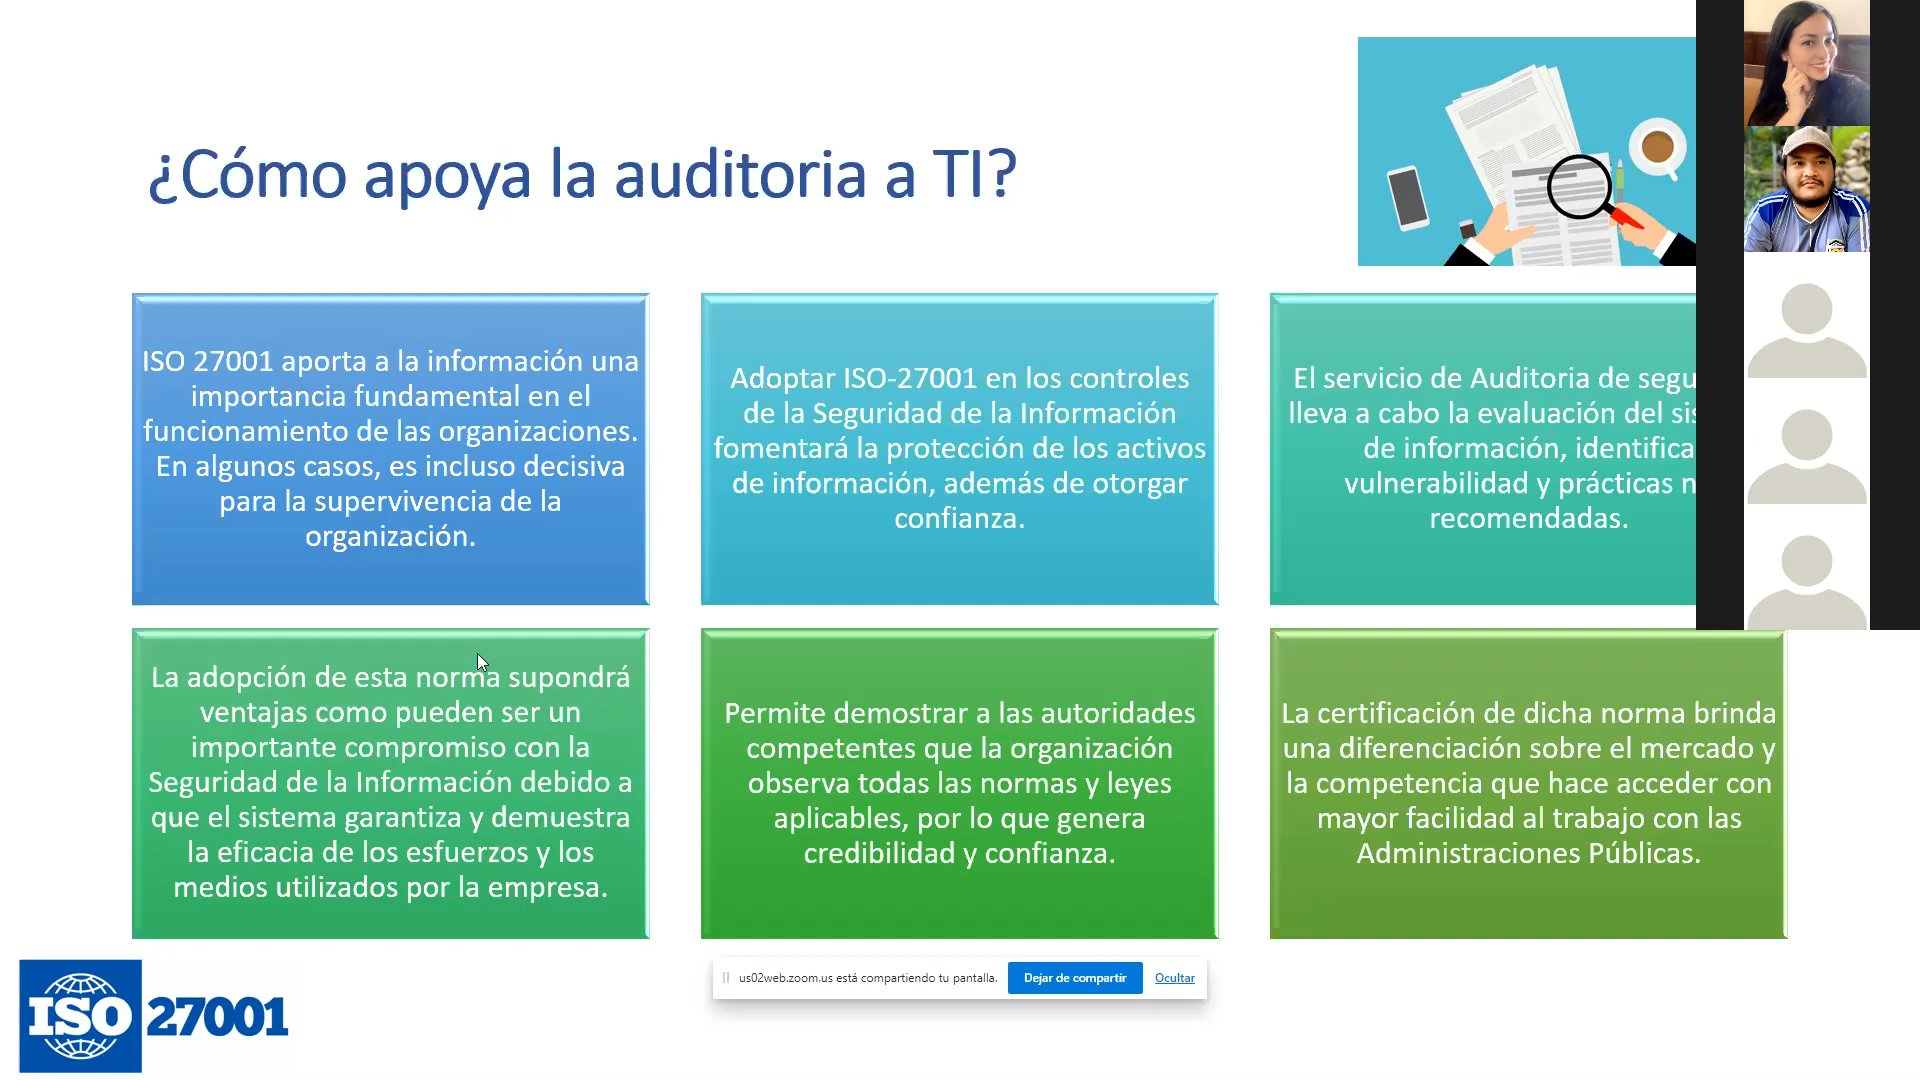 ¿Cómo apoya la auditoria a TI?
ISO 27001 aporta a la información una
importancia fundamental en el
funcionamiento de las organizaciones.
En algunos casos, es incluso decisiva
para la supervivencia de la
organización.
Adoptar ISO-27001 en los controles
de la Seguridad de la Información
fomentará la protección de los activos
de información, además de otorgar
confianza.
El servicio de Auditoria de segu
lleva a cabo la evaluación del sis
de información, identifica
vulnerabilidad y prácticas n
recomendadas.
La adopción de esta norma supondrá
ventajas como pueden ser un
importante compromiso con la
Seguridad de la Información debido a
que el sistema garantiza y demuestra
la eficacia de los esfuerzos y los
medios utilizados por la empresa.
Permite demostrar a las autoridades
competentes que la organización
observa todas las normas y leyes
aplicables, por lo que genera
credibilidad y confianza.
La certificación de dicha norma brinda
una diferenciación sobre el mercado y
la competencia que hace acceder con
mayor facilidad al trabajo con las
Administraciones Públicas.
us02web.zoom.us está compartiendo tu pantalla.
Dejar de compartir
Ocultar
ISO 27001